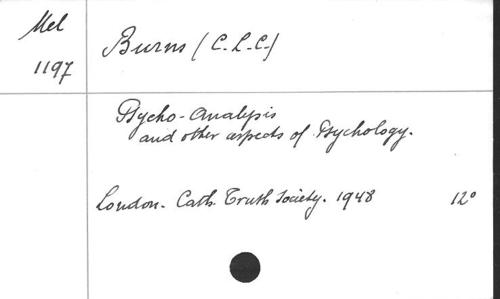 Mel
1197
Burns (C.L.C.)
Psycho-Analysis
and other aspects of Psychology.
London. Cath. Truth Society. 1948 12°